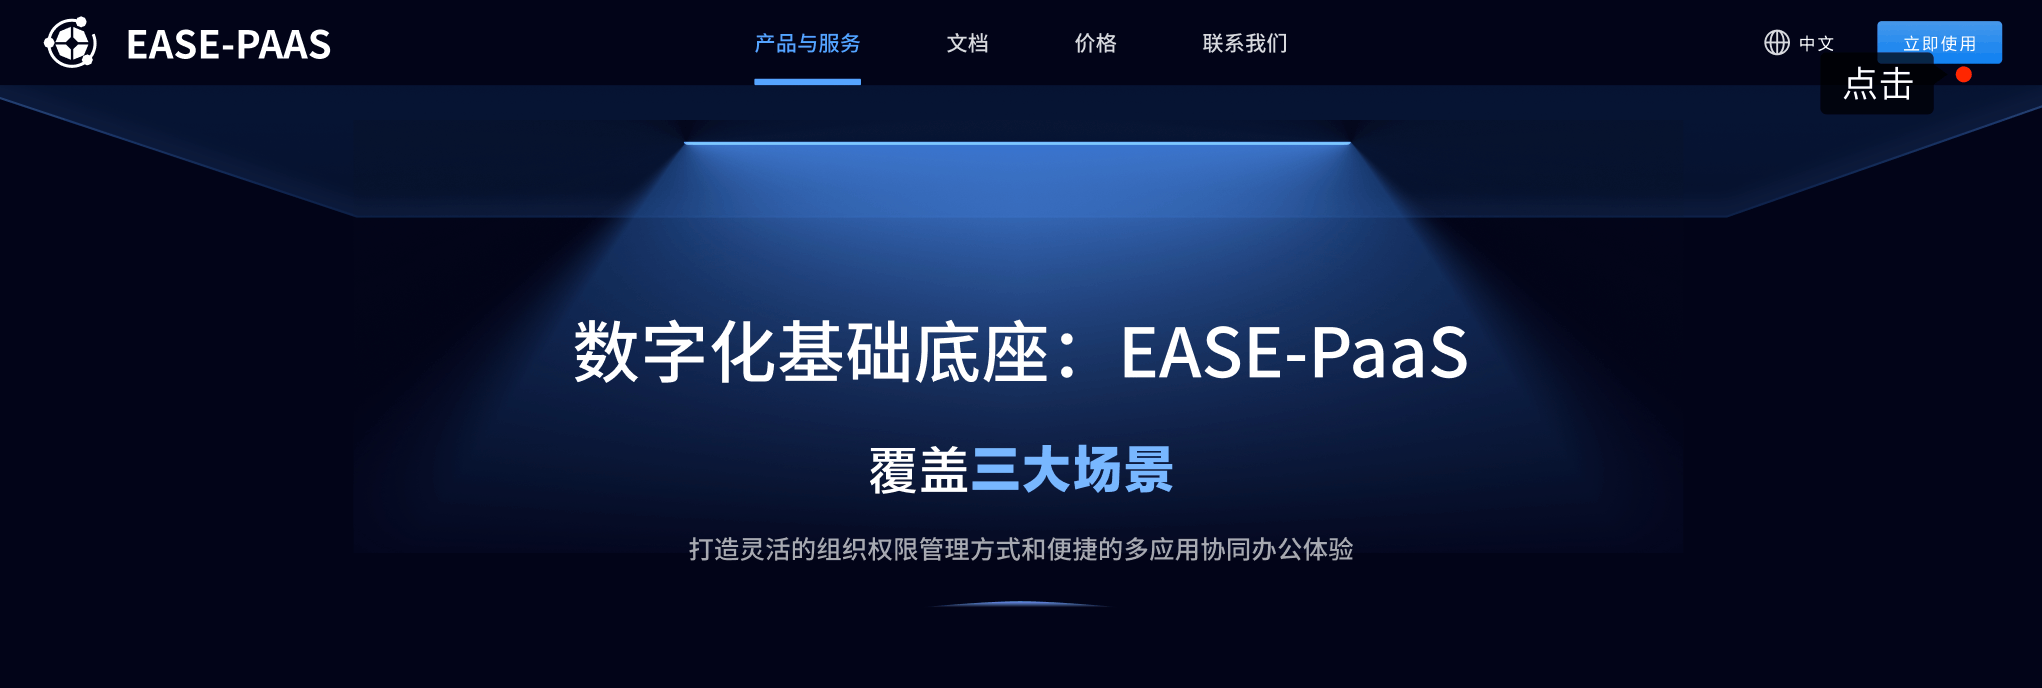 EASE-PAAS
产品与服务
文档
价格
联系我们
中文
立即使用
点击
数字化基础底座：EASE-PaaS
覆盖三大场景
打造灵活的组织权限管理方式和便捷的多应用协同办公体验